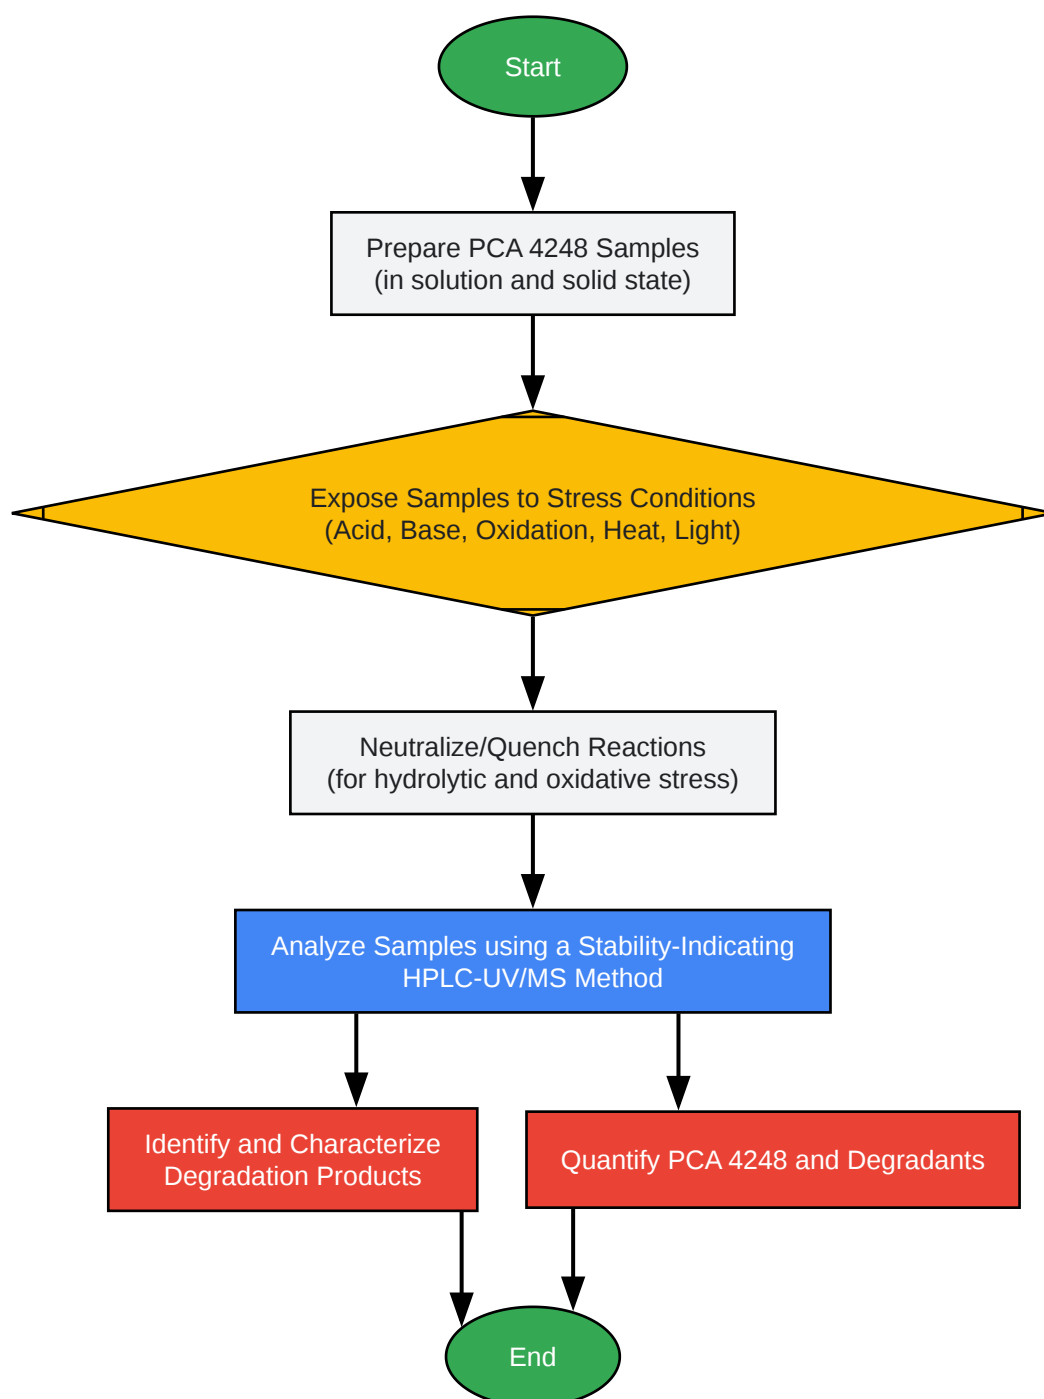 Start
Prepare PCA 4248 Samples
(in solution and solid state)
Expose Samples to Stress Conditions
(Acid, Base, Oxidation, Heat, Light)
Neutralize/Quench Reactions
(for hydrolytic and oxidative stress)
Analyze Samples using a Stability-Indicating
HPLC-UV/MS Method
Identify and Characterize
Degradation Products
Quantify PCA 4248 and Degradants
End